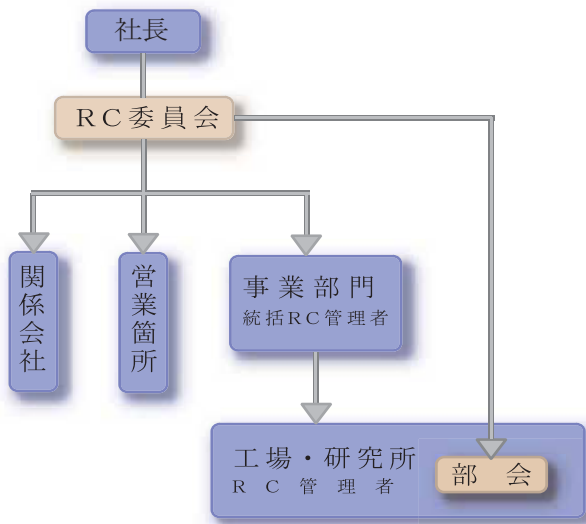 社長
RC委員会
関係会社
営業箇所
事業部門
統括RC管理者
工場・研究所
RC管理者
部会